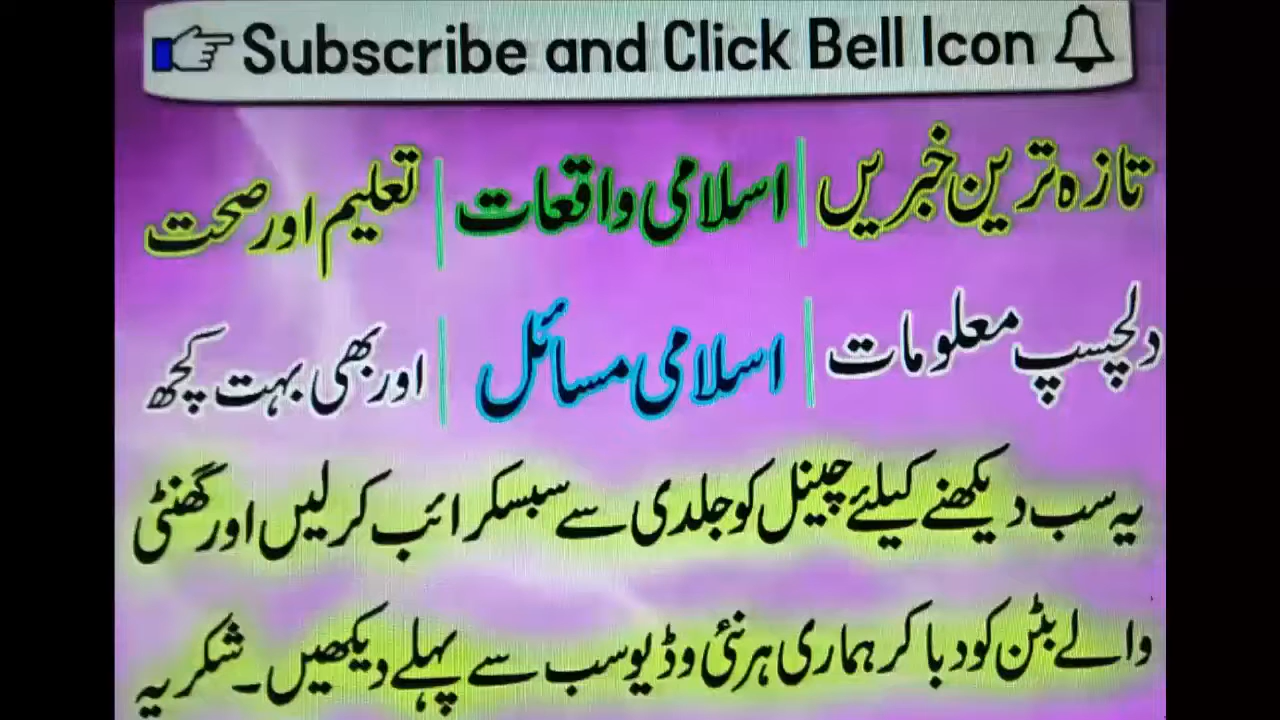 Subscribe and Click Bell Icon
تازہ ترین خبریں | اسلامی واقعات | تعلیم اور صحت
دلچسپ معلومات | اسلامی مسائل | اور بھی بہت کچھ
یہ سب دیکھنے کیلئے چینل کو جلدی سے سبسکرائب کر لیں اور گھنٹی
والے بٹن کو دبا کر ہماری ہر نئی وڈیو سب سے پہلے دیکھیں۔ شکریہ